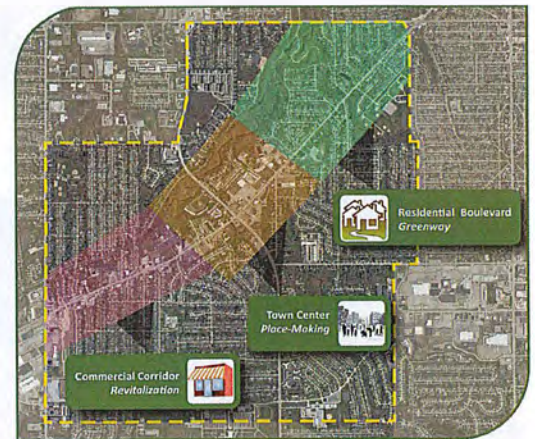 Residential Boulevard
Greenway
Town Center
Place-Making
Commercial Corridor
Revitalization